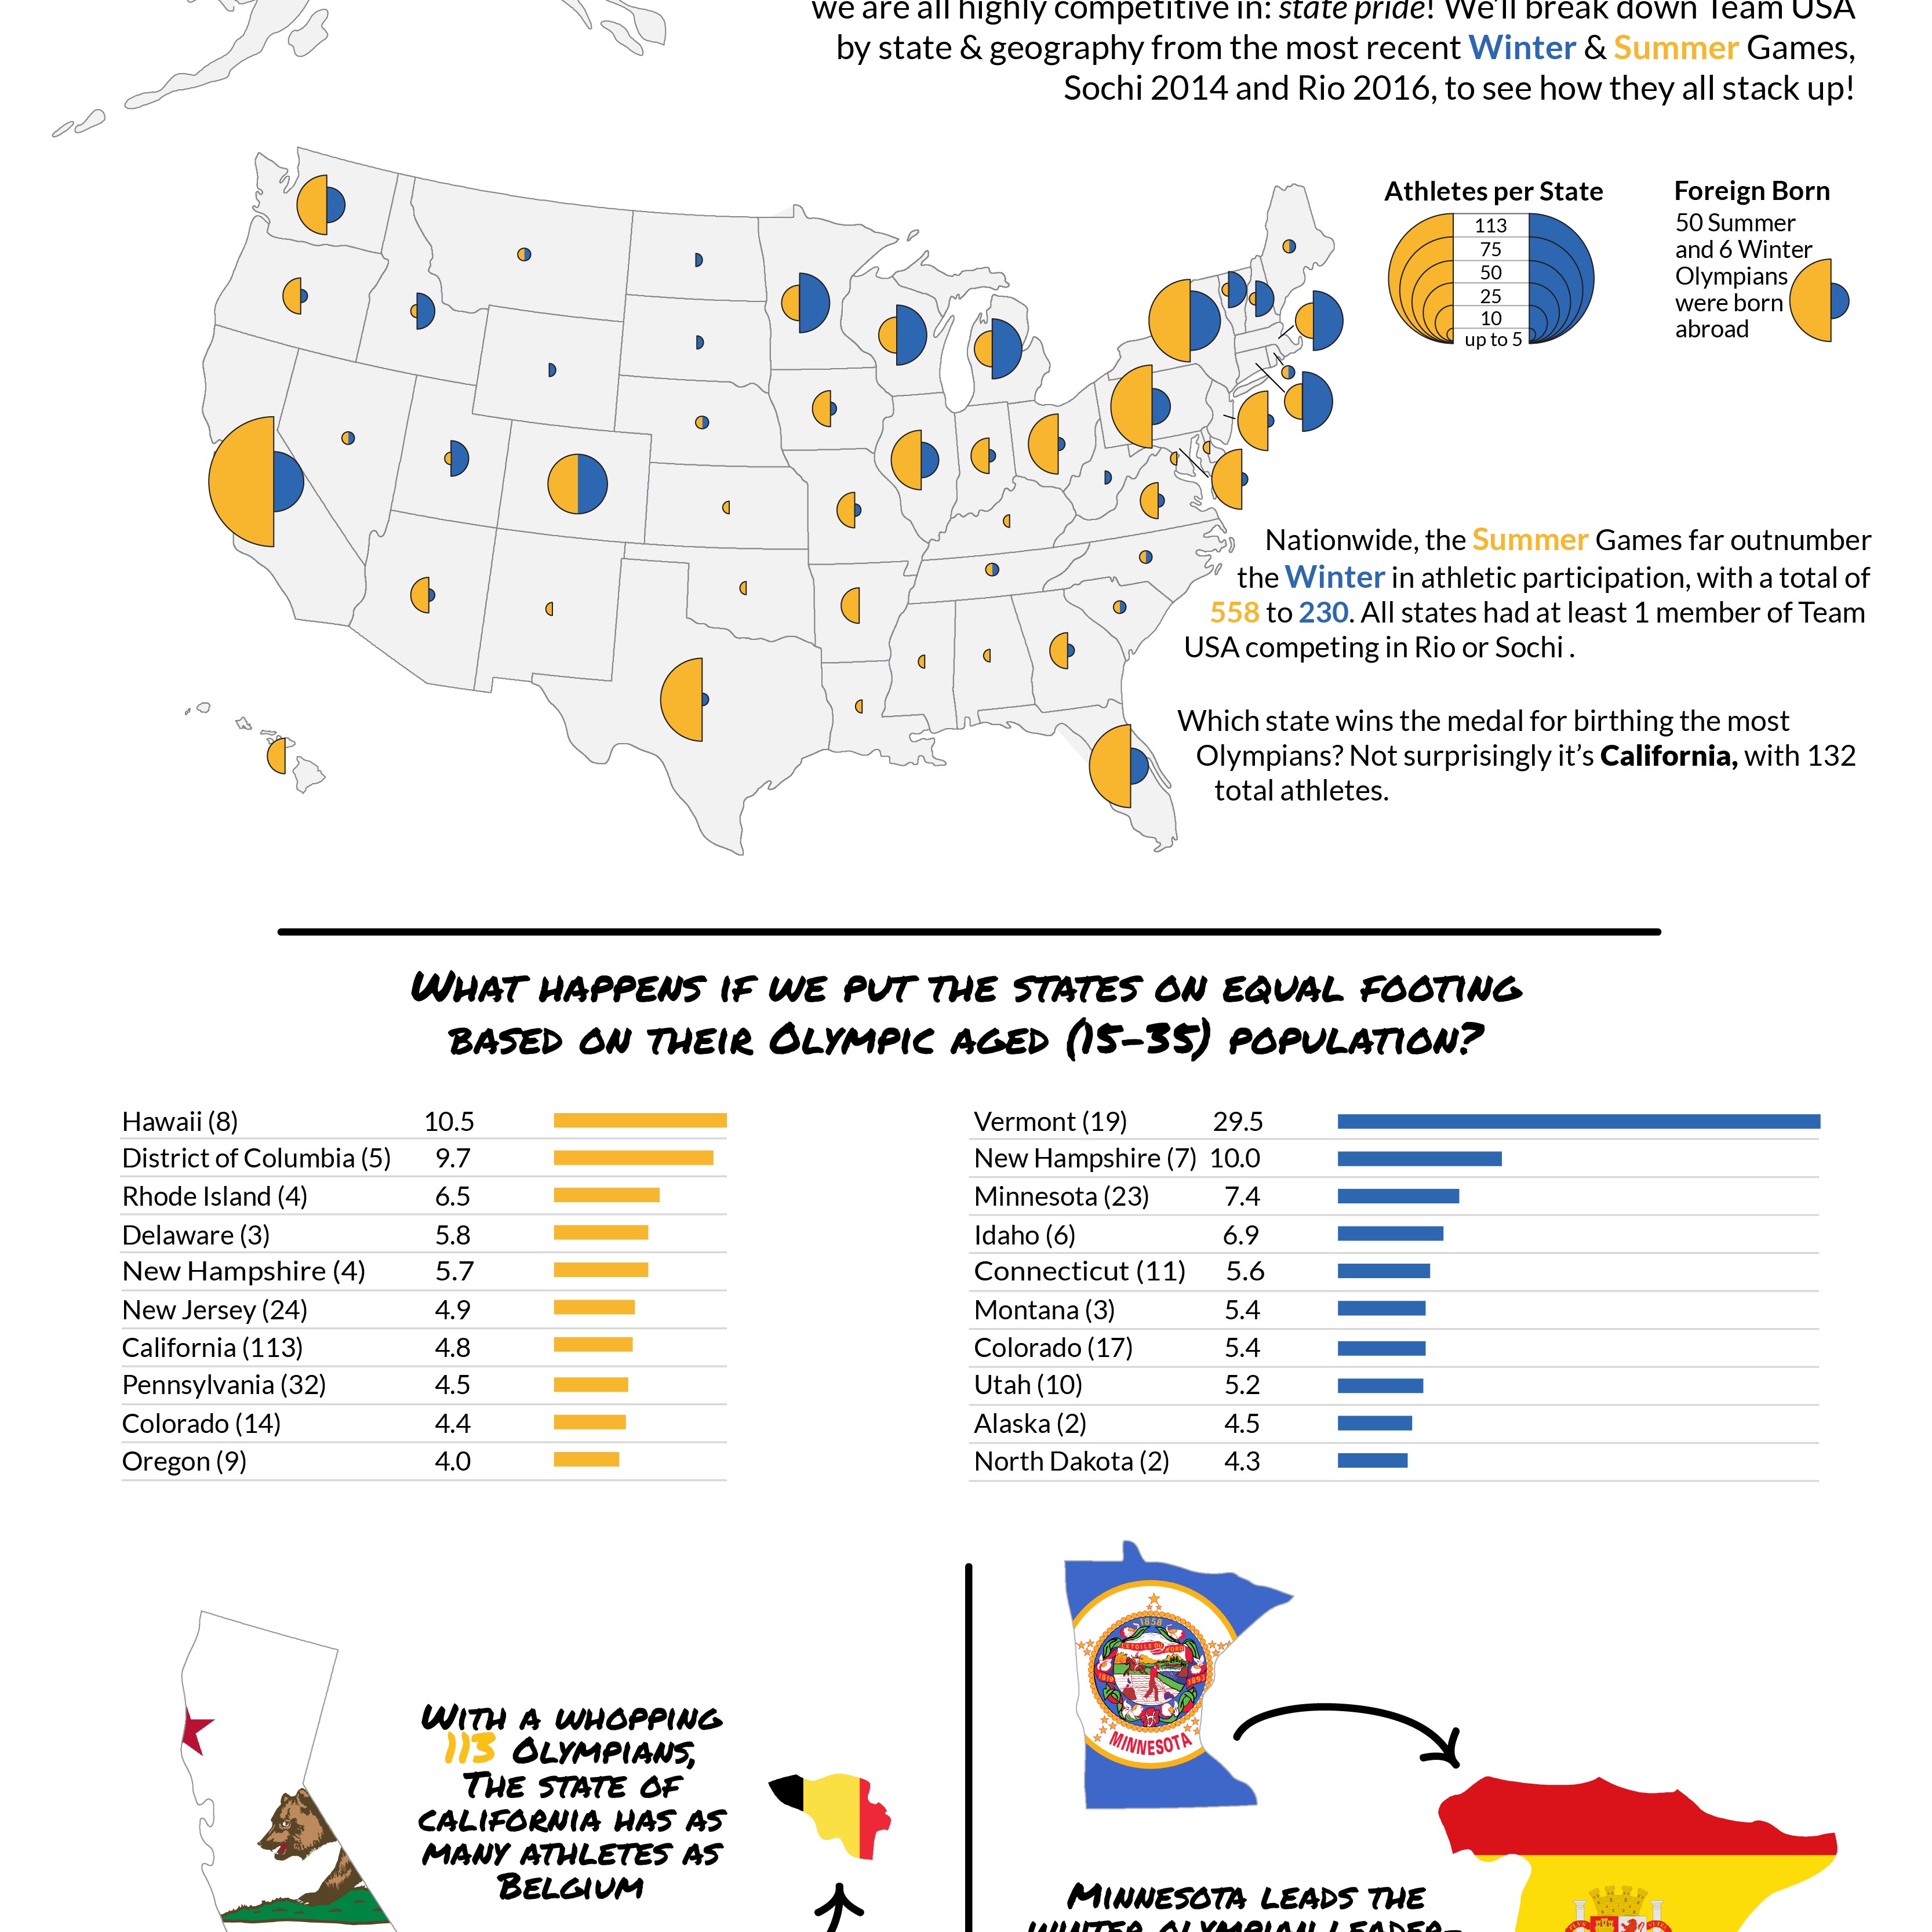 we are all highly competitive in: state pride! We'll break down Team USA
by state & geography from the most recent Winter & Summer Games,
Sochi 2014 and Rio 2016, to see how they all stack up!
Athletes per State
113
75
50
25
10
up to 5
Foreign Born
50 Summer
and 6 Winter
Olympians
were born
abroad
Nationwide, the Summer Games far outnumber
the Winter in athletic participation, with a total of
558 to 230. All states had at least 1 member of Team
USA competing in Rio or Sochi .
Which state wins the medal for birthing the most
Olympians? Not surprisingly it's California, with 132
total athletes.
What happens if we put the states on equal footing
based on their Olympic aged (15-35) population?
Hawaii (8) 10.5
District of Columbia (5) 9.7
Rhode Island (4) 6.5
Delaware (3) 5.8
New Hampshire (4) 5.7
New Jersey (24) 4.9
California (113) 4.8
Pennsylvania (32) 4.5
Colorado (14) 4.4
Oregon (9) 4.0
Vermont (19) 29.5
New Hampshire (7) 10.0
Minnesota (23) 7.4
Idaho (6) 6.9
Connecticut (11) 5.6
Montana (3) 5.4
Colorado (17) 5.4
Utah (10) 5.2
Alaska (2) 4.5
North Dakota (2) 4.3
With a whopping
113 Olympians,
The state of
california has as
many athletes as
Belgium
1858
1819
1893
MINNESOTA
Minnesota leads the
winter olympian leader-